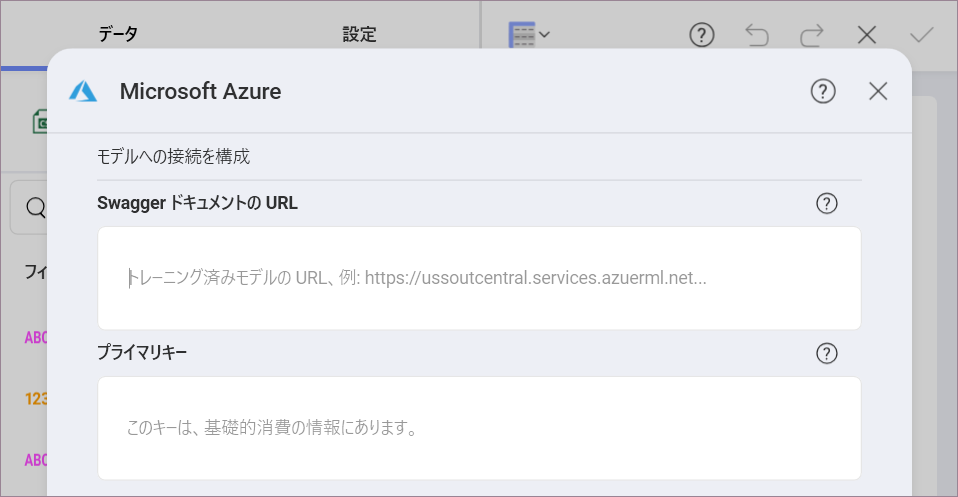 データ 設定
Microsoft Azure
モデルへの接続を構成
Swagger ドキュメントの URL
トレーニング済みモデルの URL、例: https://ussoutcentral.services.azuerml.net...
プライマリキー
このキーは、基礎的消費の情報にあります。
フィ
ABC
123
ABC